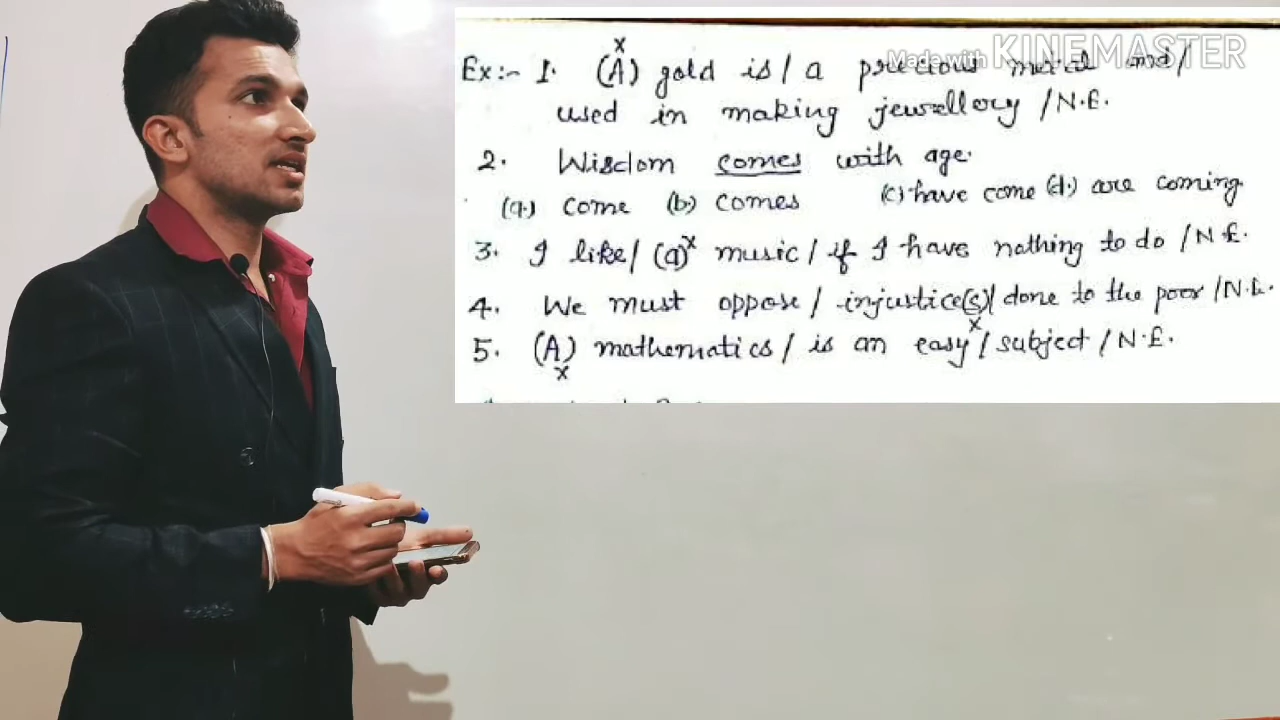 Made with KINEMASTER
Ex:- 1. (A) gold is/ a precious metal and/
x
used in making jewellery /N.E.
2. Wisdom comes with age.
(a.) come (b) comes (c) have come (d.) are coming
3. I like/ (a)x music/ if I have nothing to do /N.E.
4. We must oppose/ injustice(s)/ done to the poor /N.E.
x
5. (A) mathematics/ is an easy/ subject /N.E.
x